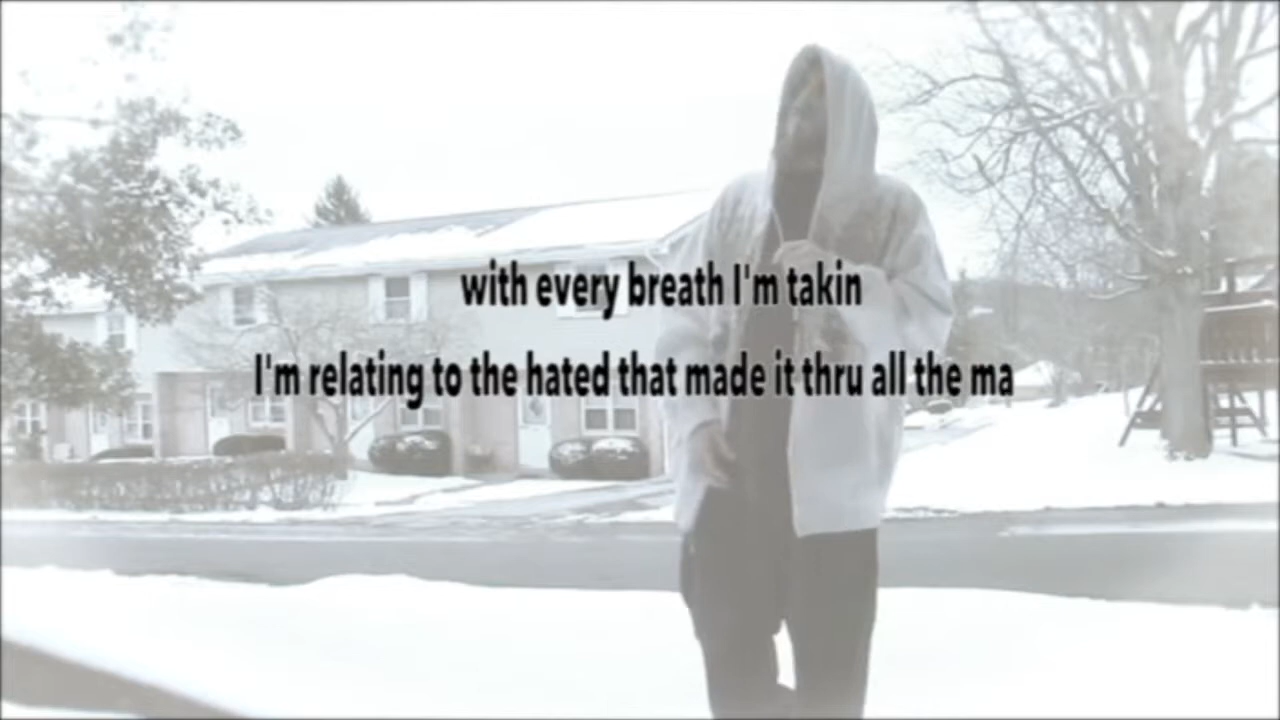 with every breath I'm takin
I'm relating to the hated that made it thru all the ma